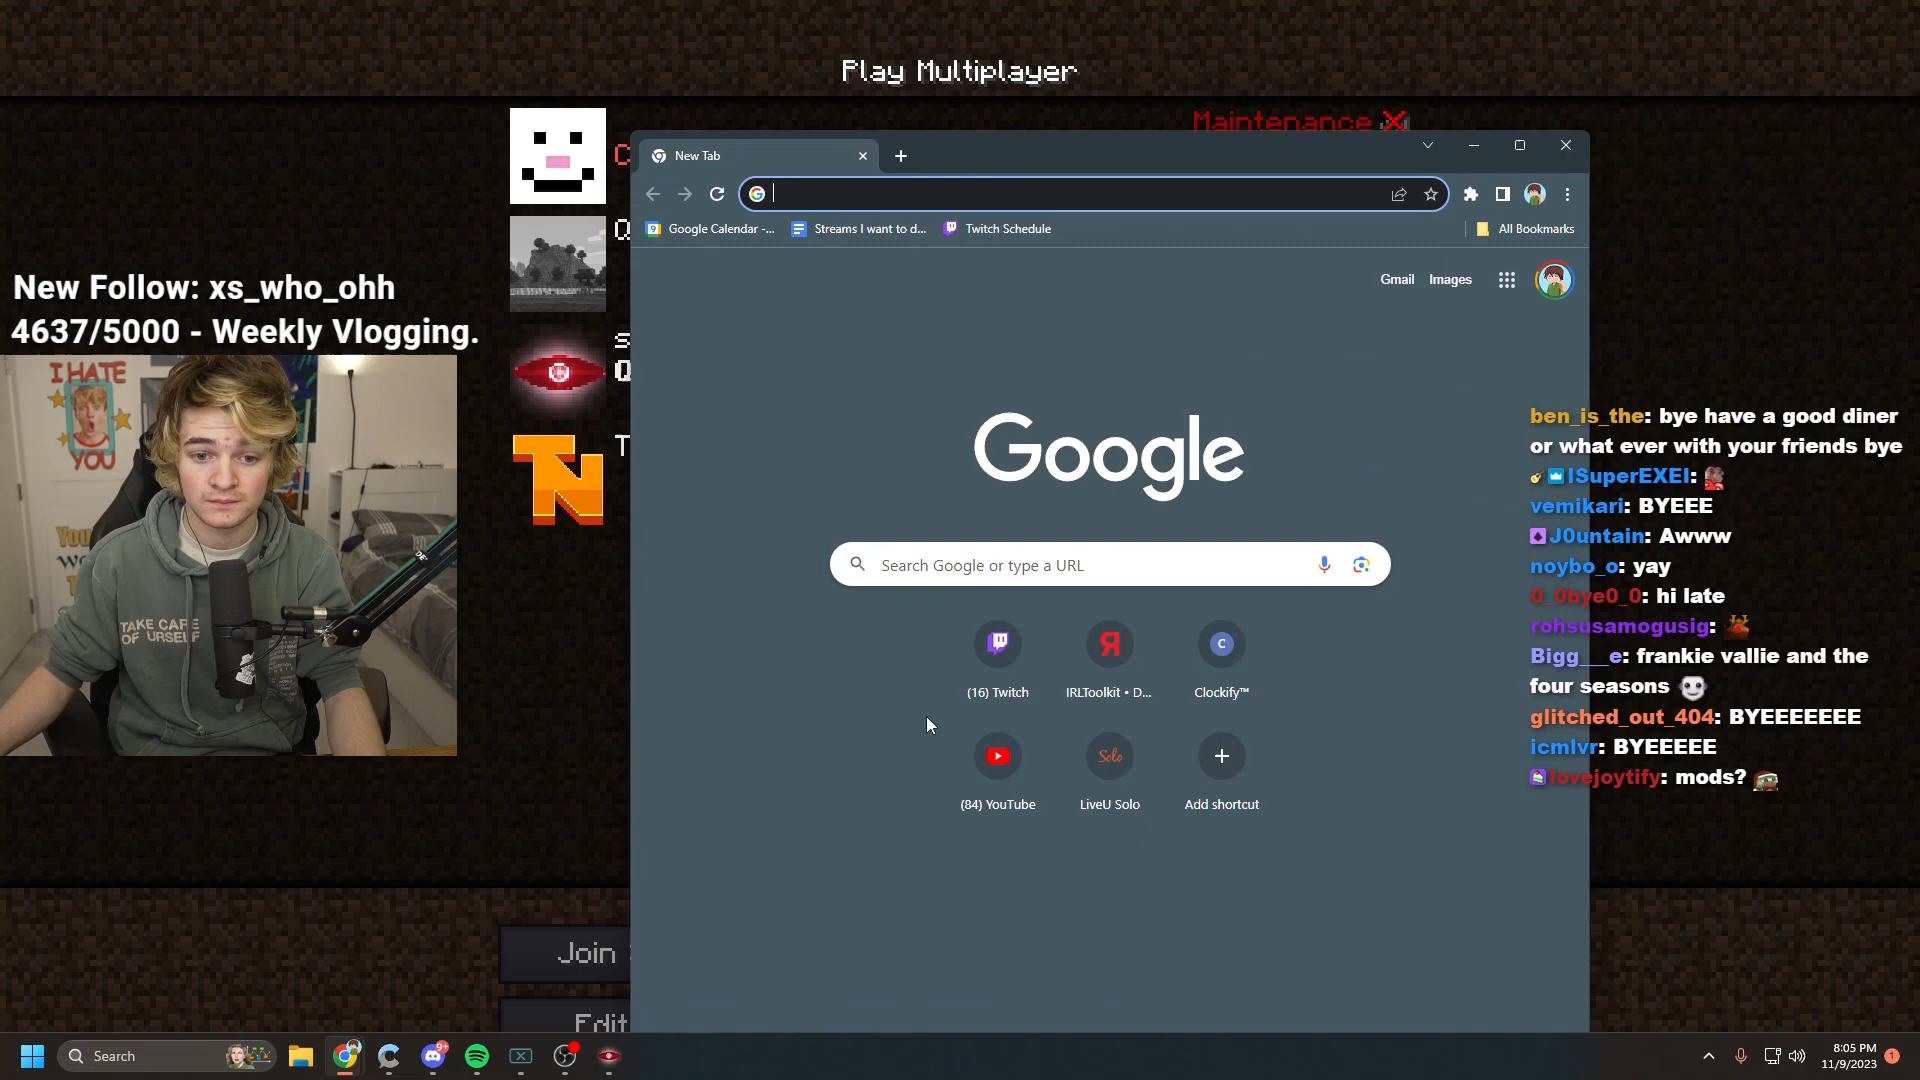 Play Multiplayer
Maintenance
New Tab
Google Calendar -...
Streams I want to d...
Twitch Schedule
All Bookmarks
Gmail
Images
New Follow: xs_who_ohh
4637/5000 - Weekly Vlogging.
I HATE
YOU
TAKE CARE
OF URSELF
Google
Search Google or type a URL
(16) Twitch
IRLToolkit • D...
C
Clockify™
(84) YouTube
Solo
LiveU Solo
Add shortcut
ben_is_the: bye have a good diner
or what ever with your friends bye
ISuperEXEI:
vemikari: BYEEE
J0untain: Awww
noybo_o: yay
0_0bye0_0: hi late
rohsusamogusig:
Bigg___e: frankie vallie and the
four seasons
glitched_out_404: BYEEEEEEE
icmlvr: BYEEEEE
lovejoytify: mods?
Join
Edit
Search
9+
8:05 PM
11/9/2023
1